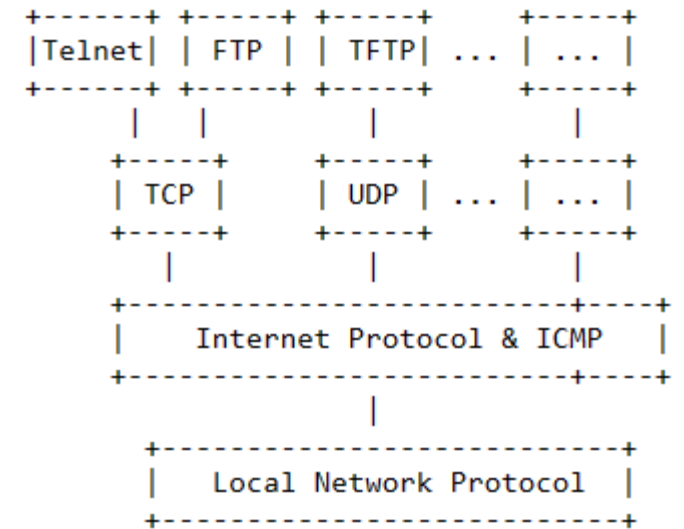 Telnet FTP TFTP ... ...
TCP UDP ... ...
Internet Protocol & ICMP
Local Network Protocol